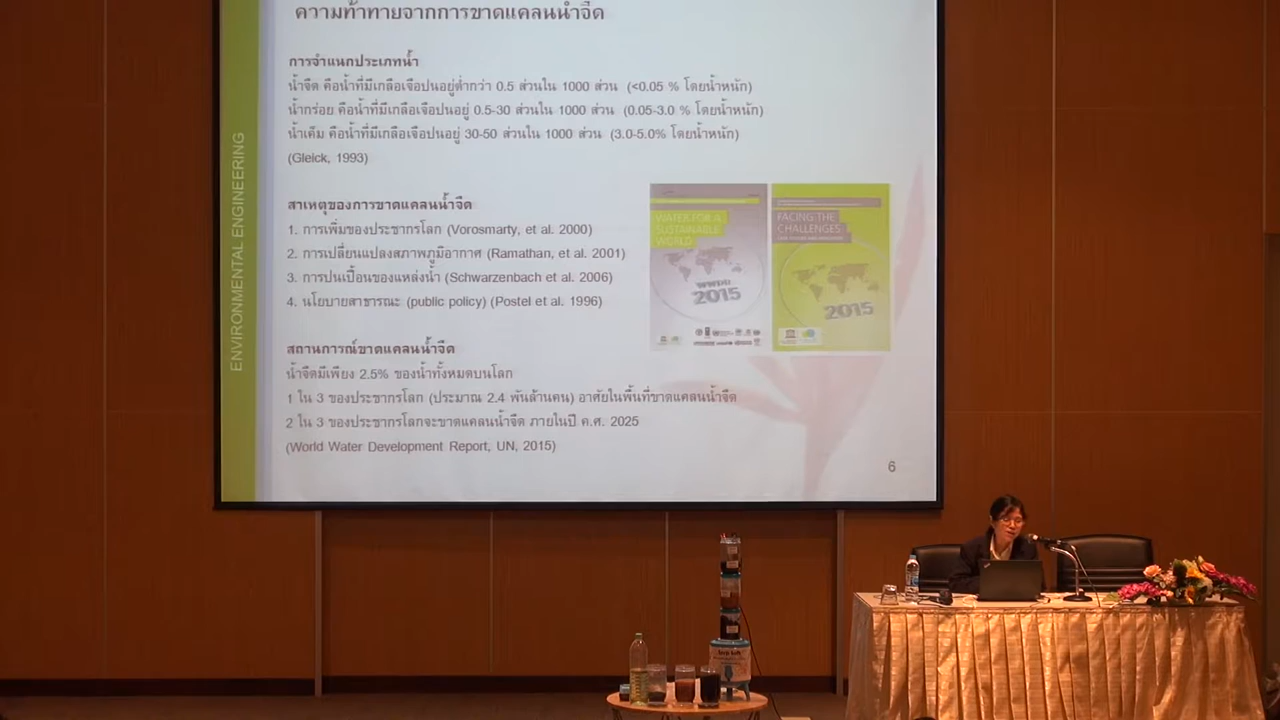 ความท้าทายจากการขาดแคลนน้ำจืด
การจำแนกประเภทน้ำ
น้ำจืด คือน้ำที่มีเกลือเจือปนอยู่ต่ำกว่า 0.5 ส่วนใน 1000 ส่วน (<0.05 % โดยน้ำหนัก)
น้ำกร่อย คือน้ำที่มีเกลือเจือปนอยู่ 0.5-30 ส่วนใน 1000 ส่วน (0.05-3.0 % โดยน้ำหนัก)
น้ำเค็ม คือน้ำที่มีเกลือเจือปนอยู่ 30-50 ส่วนใน 1000 ส่วน (3.0-5.0% โดยน้ำหนัก)
(Gleick, 1993)
ENVIRONMENTAL ENGINEERING
สาเหตุของการขาดแคลนน้ำจืด
1. การเพิ่มของประชากรโลก (Vorosmarty, et al. 2000)
2. การเปลี่ยนแปลงสภาพภูมิอากาศ (Ramathan, et al. 2001)
3. การปนเปื้อนของแหล่งน้ำ (Schwarzenbach et al. 2006)
4. นโยบายสาธารณะ (public policy) (Postel et al. 1996)
WATER FOR A
SUSTAINABLE
WORLD
WWDR
2015
FACING THE
CHALLENGES
2015
สถานการณ์ขาดแคลนน้ำจืด
น้ำจืดมีเพียง 2.5% ของน้ำทั้งหมดบนโลก
1 ใน 3 ของประชากรโลก (ประมาณ 2.4 พันล้านคน) อาศัยในพื้นที่ขาดแคลนน้ำจืด
2 ใน 3 ของประชากรโลกจะขาดแคลนน้ำจืด ภายในปี ค.ศ. 2025
(World Water Development Report, UN, 2015)
6